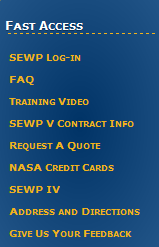 Fast Access
SEWP Log-in
FAQ
Training Video
SEWP V Contract Info
Request A Quote
NASA Credit Cards
SEWP IV
Address and Directions
Give Us Your Feedback